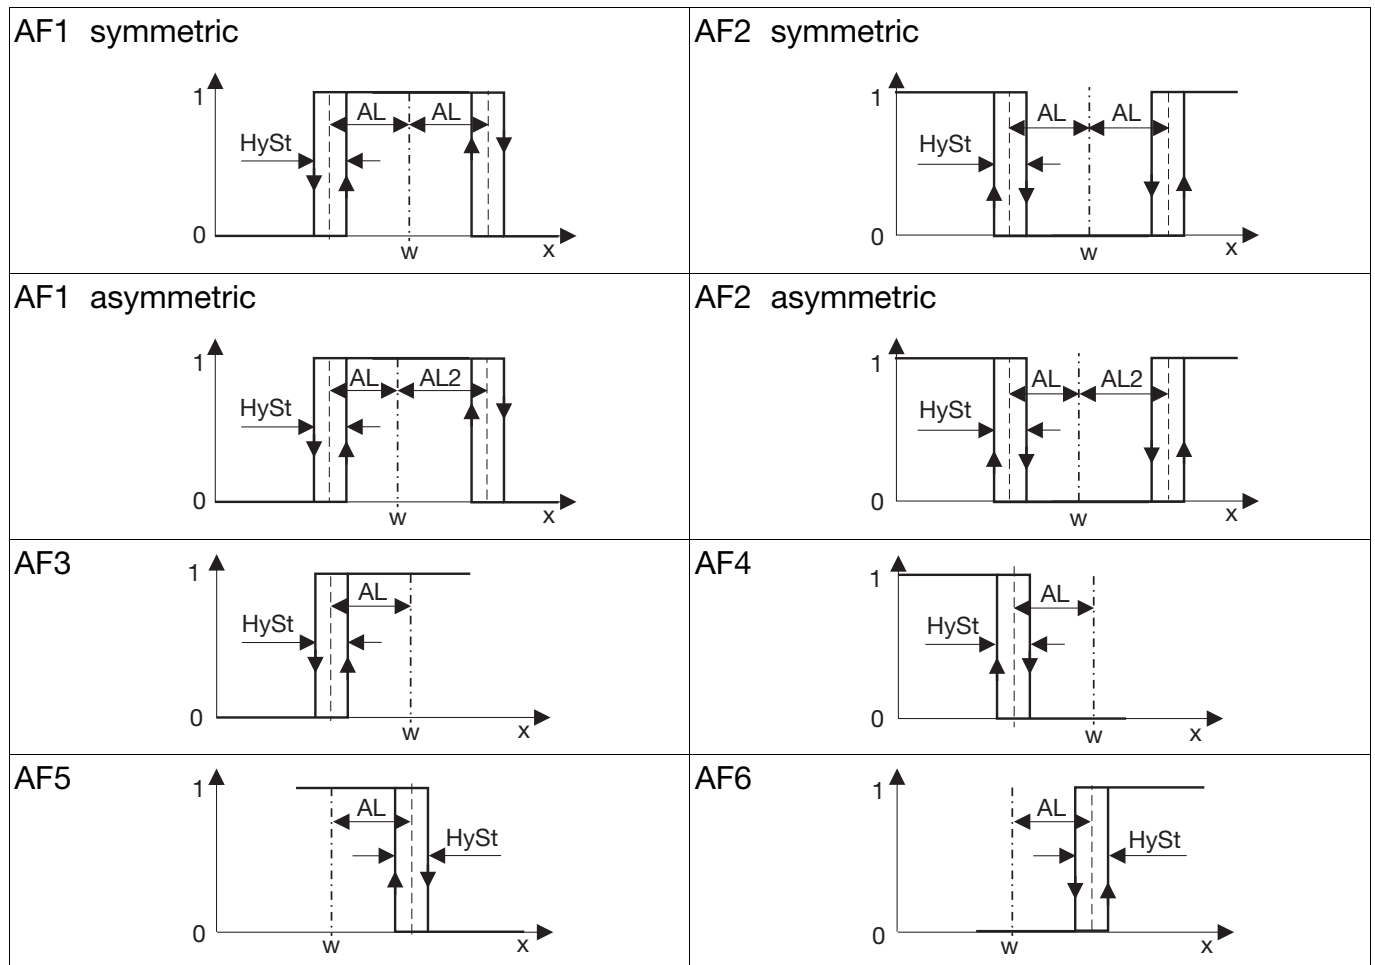 AF1 symmetric
1
AL AL
HySt
0
w
x
AF2 symmetric
1
AL AL
HySt
0
w
x
AF1 asymmetric
1
AL AL2
HySt
0
w
x
AF2 asymmetric
1
AL AL2
HySt
0
w
x
AF3
1
AL
HySt
0
w
x
AF4
1
AL
HySt
0
w
x
AF5
1
AL
HySt
0
w
x
AF6
1
AL
HySt
0
w
x